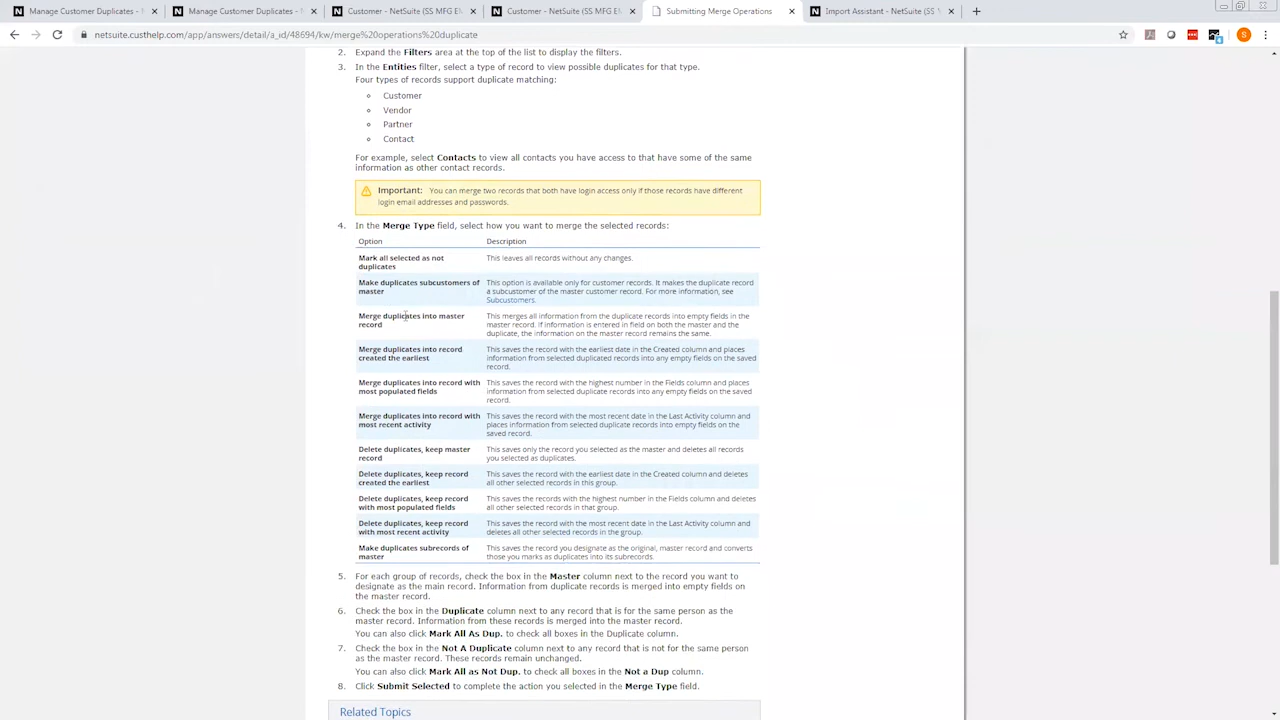 Manage Customer Duplicates -
Manage Customer Duplicates - S
Customer - NetSuite (SS MFG EN
Customer - NetSuite (SS MFG EN
Submitting Merge Operations
Import Assistant - NetSuite (SS
netsuite.custhelp.com/app/answers/detail/a_id/48694/kw/merge%20operations%20duplicate
S
2. Expand the Filters area at the top of the list to display the filters.
3. In the Entities filter, select a type of record to view possible duplicates for that type.
Four types of records support duplicate matching:
Customer
Vendor
Partner
Contact
For example, select Contacts to view all contacts you have access to that have some of the same
information as other contact records.
Important: You can merge two records that both have login access only if those records have different
login email addresses and passwords.
4. In the Merge Type field, select how you want to merge the selected records:
Option Description
Mark all selected as not
duplicates
This leaves all records without any changes.
Make duplicates subcustomers of
master
This option is available only for customer records. It makes the duplicate record
a subcustomer of the master customer record. For more information, see
Subcustomers.
Merge duplicates into master
record
This merges all information from the duplicate records into empty fields in the
master record. If information is entered in field on both the master and the
duplicate, the information on the master record remains the same.
Merge duplicates into record
created the earliest
This saves the record with the earliest date in the Created column and places
information from selected duplicated records into any empty fields on the saved
record.
Merge duplicates into record with
most populated fields
This saves the record with the highest number in the Fields column and places
information from selected duplicate records into any empty fields on the saved
record.
Merge duplicates into record with
most recent activity
This saves the record with the most recent date in the Last Activity column and
places information from selected duplicate records into empty fields on the
saved record.
Delete duplicates, keep master
record
This saves only the record you selected as the master and deletes all records
you selected as duplicates.
Delete duplicates, keep record
created the earliest
This saves the record with the earliest date in the Created column and deletes
all other selected records in this group.
Delete duplicates, keep record
with most populated fields
This saves the records with the highest number in the Fields column and deletes
all other selected records in that group.
Delete duplicates, keep record
with most recent activity
This saves the record with the most recent date in the Last Activity column and
deletes all other selected records in the group.
Make duplicates subrecords of
master
This saves the record you designate as the original, master record and converts
those you marks as duplicates into its subrecords.
5. For each group of records, check the box in the Master column next to the record you want to
designate as the main record. Information from duplicate records is merged into empty fields on
the master record.
6. Check the box in the Duplicate column next to any record that is for the same person as the
master record. Information from these records is merged into the master record.
You can also click Mark All As Dup. to check all boxes in the Duplicate column.
7. Check the box in the Not A Duplicate column next to any record that is not for the same person
as the master record. These records remain unchanged.
You can also click Mark All as Not Dup. to check all boxes in the Not a Dup column.
8. Click Submit Selected to complete the action you selected in the Merge Type field.
Related Topics